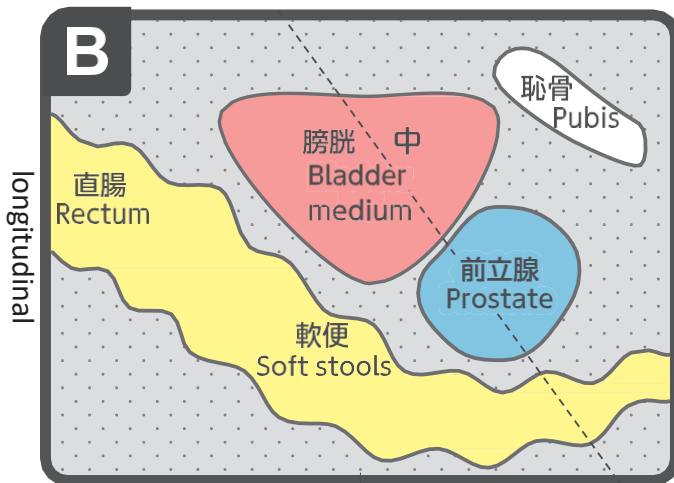 B
恥骨
Pubis
膀胱 中
Bladder
medium
直腸
Rectum
longitudinal
前立腺
Prostate
軟便
Soft stools